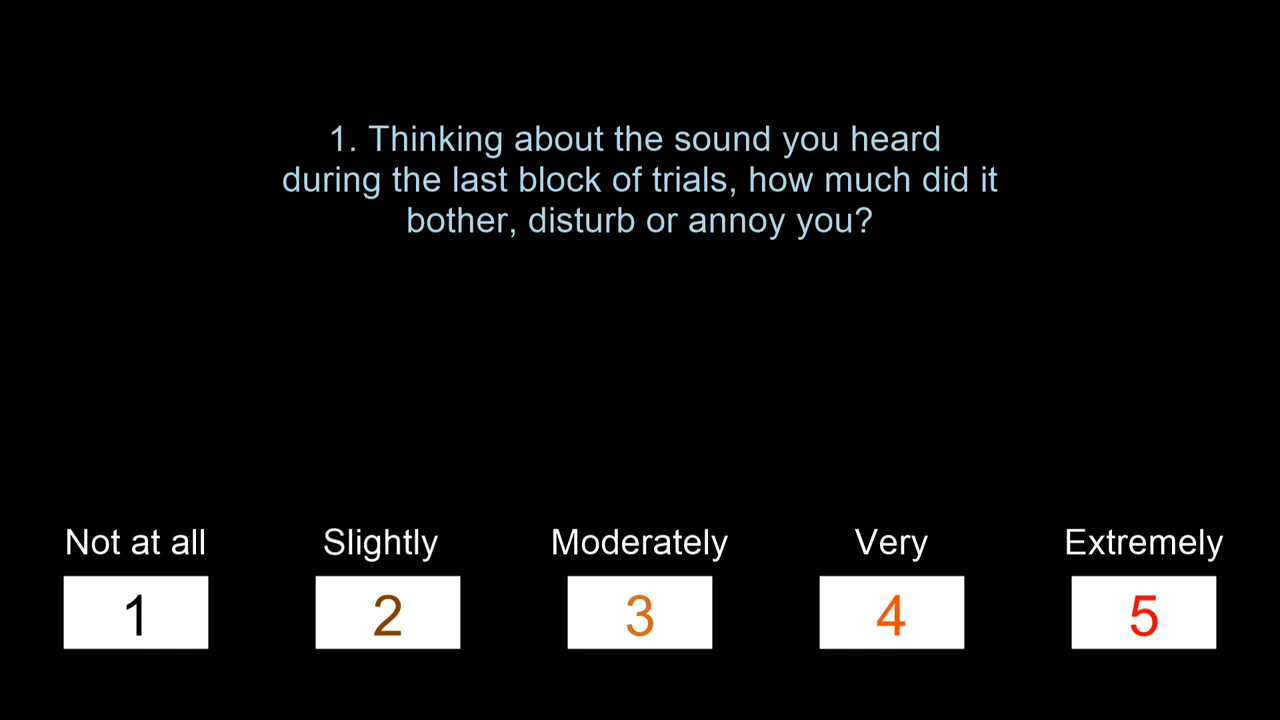 1. Thinking about the sound you heard
during the last block of trials, how much did it
bother, disturb or annoy you?
Not at all Slightly Moderately Very Extremely
1 2 3 4 5